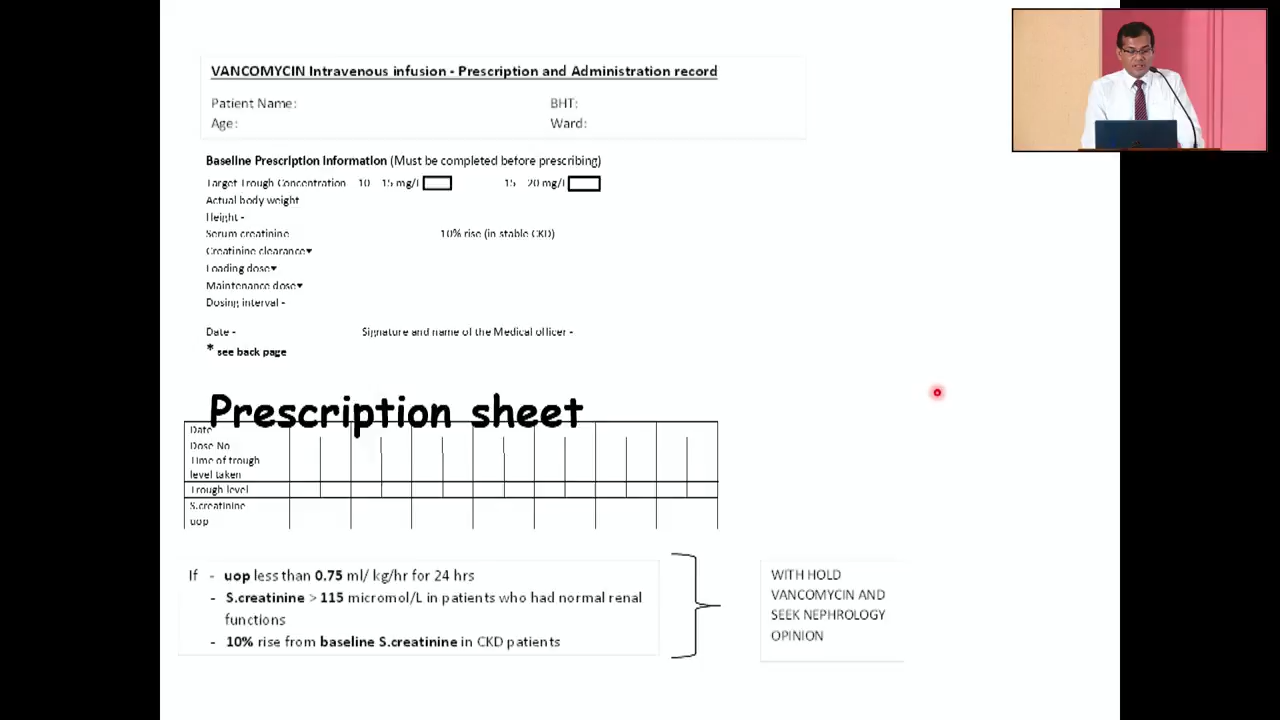 VANCOMYCIN Intravenous infusion - Prescription and Administration record
Patient Name: BHT:
Age: Ward:
Baseline Prescription Information (Must be completed before prescribing)
Target Trough Concentration 10 15 mg/l 15 20 mg/l
Actual body weight
Height -
Serum creatinine 10% rise (in stable CKD)
Creatinine clearance▾
Loading dose▾
Maintenance dose▾
Dosing interval -
Date - Signature and name of the Medical officer -
* see back page
Prescription sheet
Date
Dose No
Time of trough
level taken
Trough level
S.creatinine
uop
If - uop less than 0.75 ml/ kg/hr for 24 hrs
- S.creatinine > 115 micromol/L in patients who had normal renal
functions
- 10% rise from baseline S.creatinine in CKD patients
WITH HOLD
VANCOMYCIN AND
SEEK NEPHROLOGY
OPINION